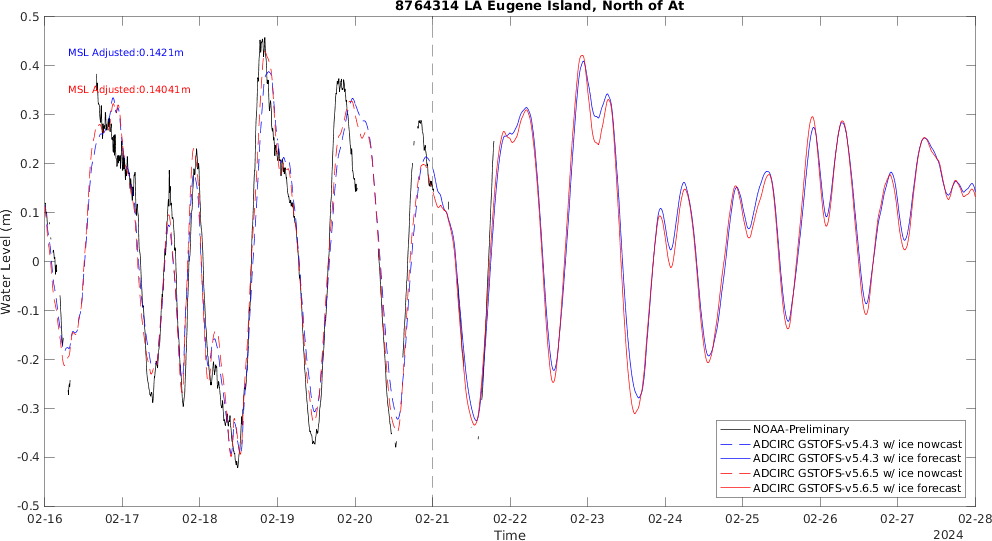 8764314 LA Eugene Island, North of At
MSL Adjusted:0.1421m
MSL Adjusted:0.14041m
Water Level (m)
0.5
0.4
0.3
0.2
0.1
0
-0.1
-0.2
-0.3
-0.4
-0.5
NOAA-Preliminary
ADCIRC GSTOFS-v5.4.3 w/ ice nowcast
ADCIRC GSTOFS-v5.4.3 w/ ice forecast
ADCIRC GSTOFS-v5.6.5 w/ ice nowcast
ADCIRC GSTOFS-v5.6.5 w/ ice forecast
02-16 02-17 02-18 02-19 02-20 02-21 02-22 02-23 02-24 02-25 02-26 02-27 02-28
Time
2024